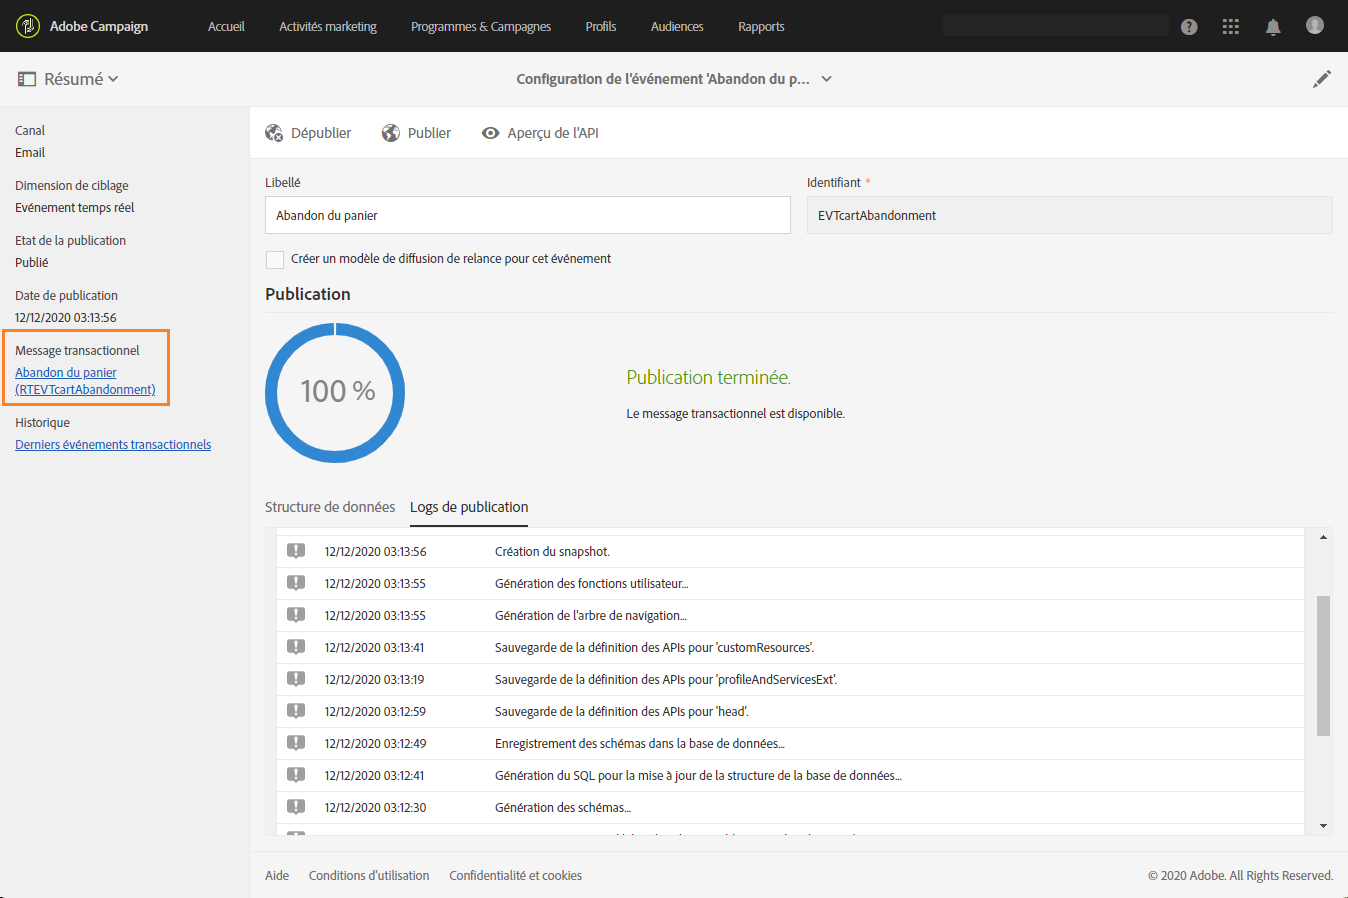 Adobe Campaign
Accueil
Activités marketing
Programmes & Campagnes
Profils
Audiences
Rapports
Résumé
Configuration de l'événement 'Abandon du p...
Canal
Email
Dimension de ciblage
Evénement temps réel
Etat de la publication
Publié
Date de publication
12/12/2020 03:13:56
Message transactionnel
Abandon du panier
(RTEVTcartAbandonment)
Historique
Derniers événements transactionnels
Dépublier
Publier
Aperçu de l'API
Libellé
Abandon du panier
Identifiant *
EVTcartAbandonment
Créer un modèle de diffusion de relance pour cet événement
Publication
100 %
Publication terminée.
Le message transactionnel est disponible.
Structure de données
Logs de publication
12/12/2020 03:13:56 Création du snapshot.
12/12/2020 03:13:55 Génération des fonctions utilisateur...
12/12/2020 03:13:55 Génération de l'arbre de navigation...
12/12/2020 03:13:41 Sauvegarde de la définition des APIs pour 'customResources'.
12/12/2020 03:13:19 Sauvegarde de la définition des APIs pour 'profileAndServicesExt'.
12/12/2020 03:12:59 Sauvegarde de la définition des APIs pour 'head'.
12/12/2020 03:12:49 Enregistrement des schémas dans la base de données...
12/12/2020 03:12:41 Génération du SQL pour la mise à jour de la structure de la base de données...
12/12/2020 03:12:30 Génération des schémas...
Aide
Conditions d'utilisation
Confidentialité et cookies
© 2020 Adobe. All Rights Reserved.